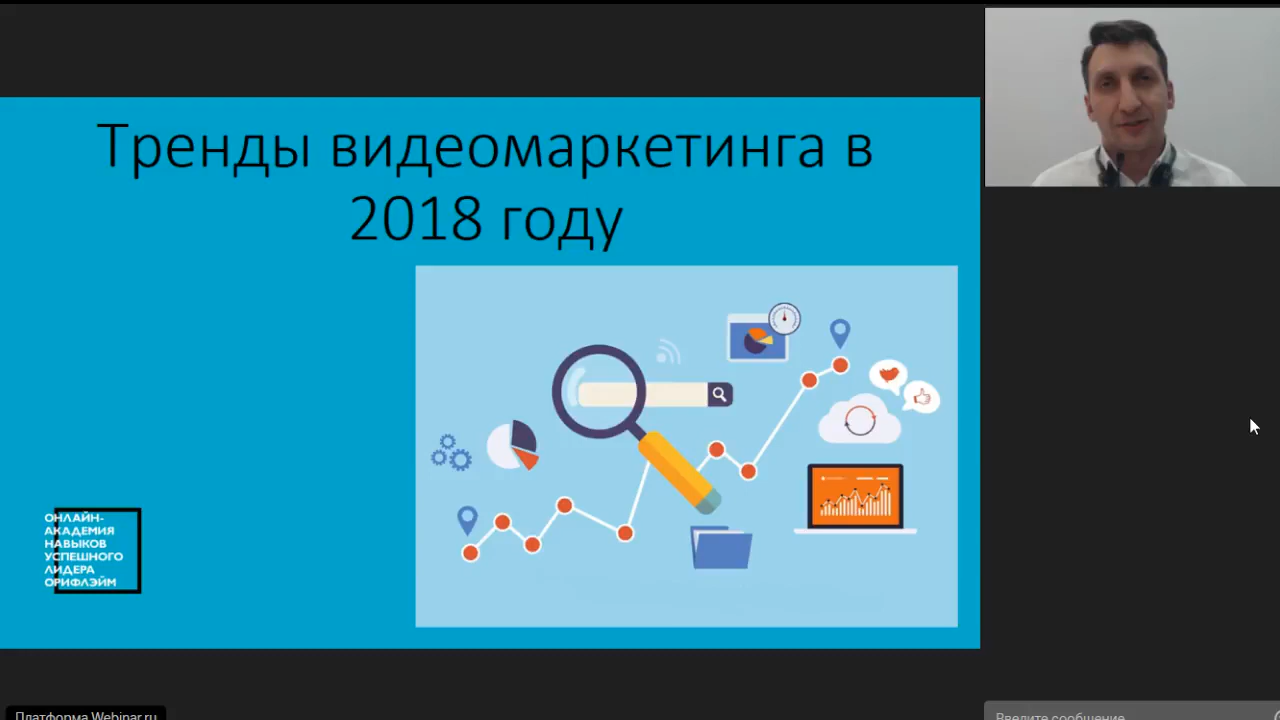 Тренды видеомаркетинга в
2018 году
ОНЛАЙН-
АКАДЕМИЯ
НАВЫКОВ
УСПЕШНОГО
ЛИДЕРА
ОРИФЛЭЙМ
Платформа Webinar.ru
Введите сообщение